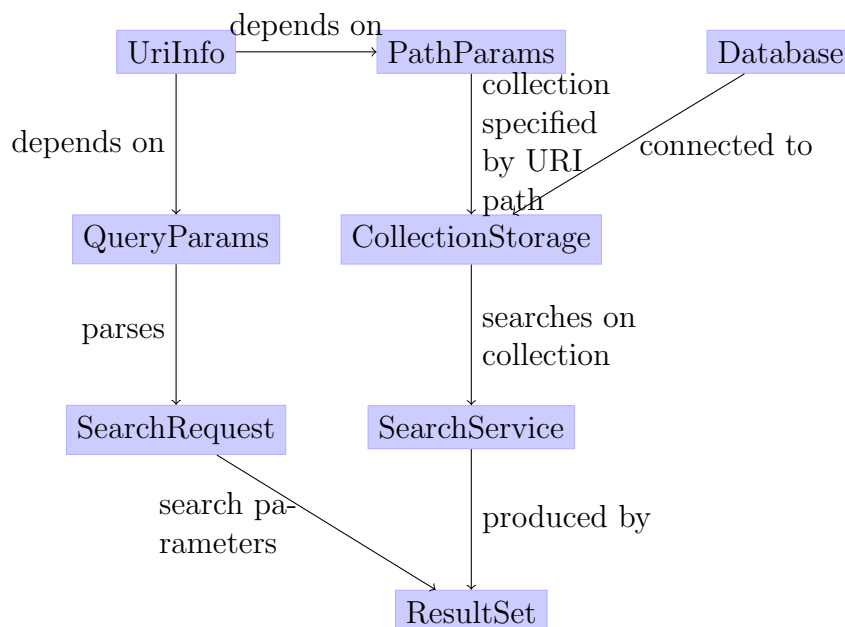 depends on
UriInfo
PathParams
Database
collection
specified
by URI
path
depends on
connected to
QueryParams
CollectionStorage
parses
searches on
collection
SearchRequest
SearchService
search pa-
rameters
produced by
ResultSet